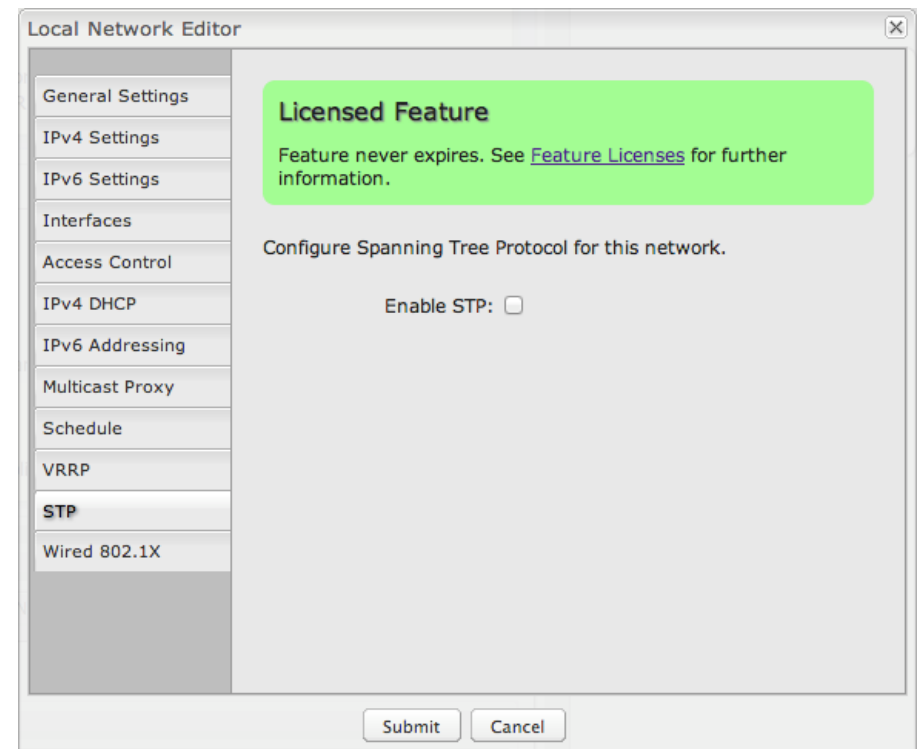 Local Network Editor
General Settings
IPv4 Settings
IPv6 Settings
Interfaces
Access Control
IPv4 DHCP
IPv6 Addressing
Multicast Proxy
Schedule
VRRP
STP
Wired 802.1X
Licensed Feature
Feature never expires. See Feature Licenses for further
information.
Configure Spanning Tree Protocol for this network.
Enable STP:
Submit
Cancel